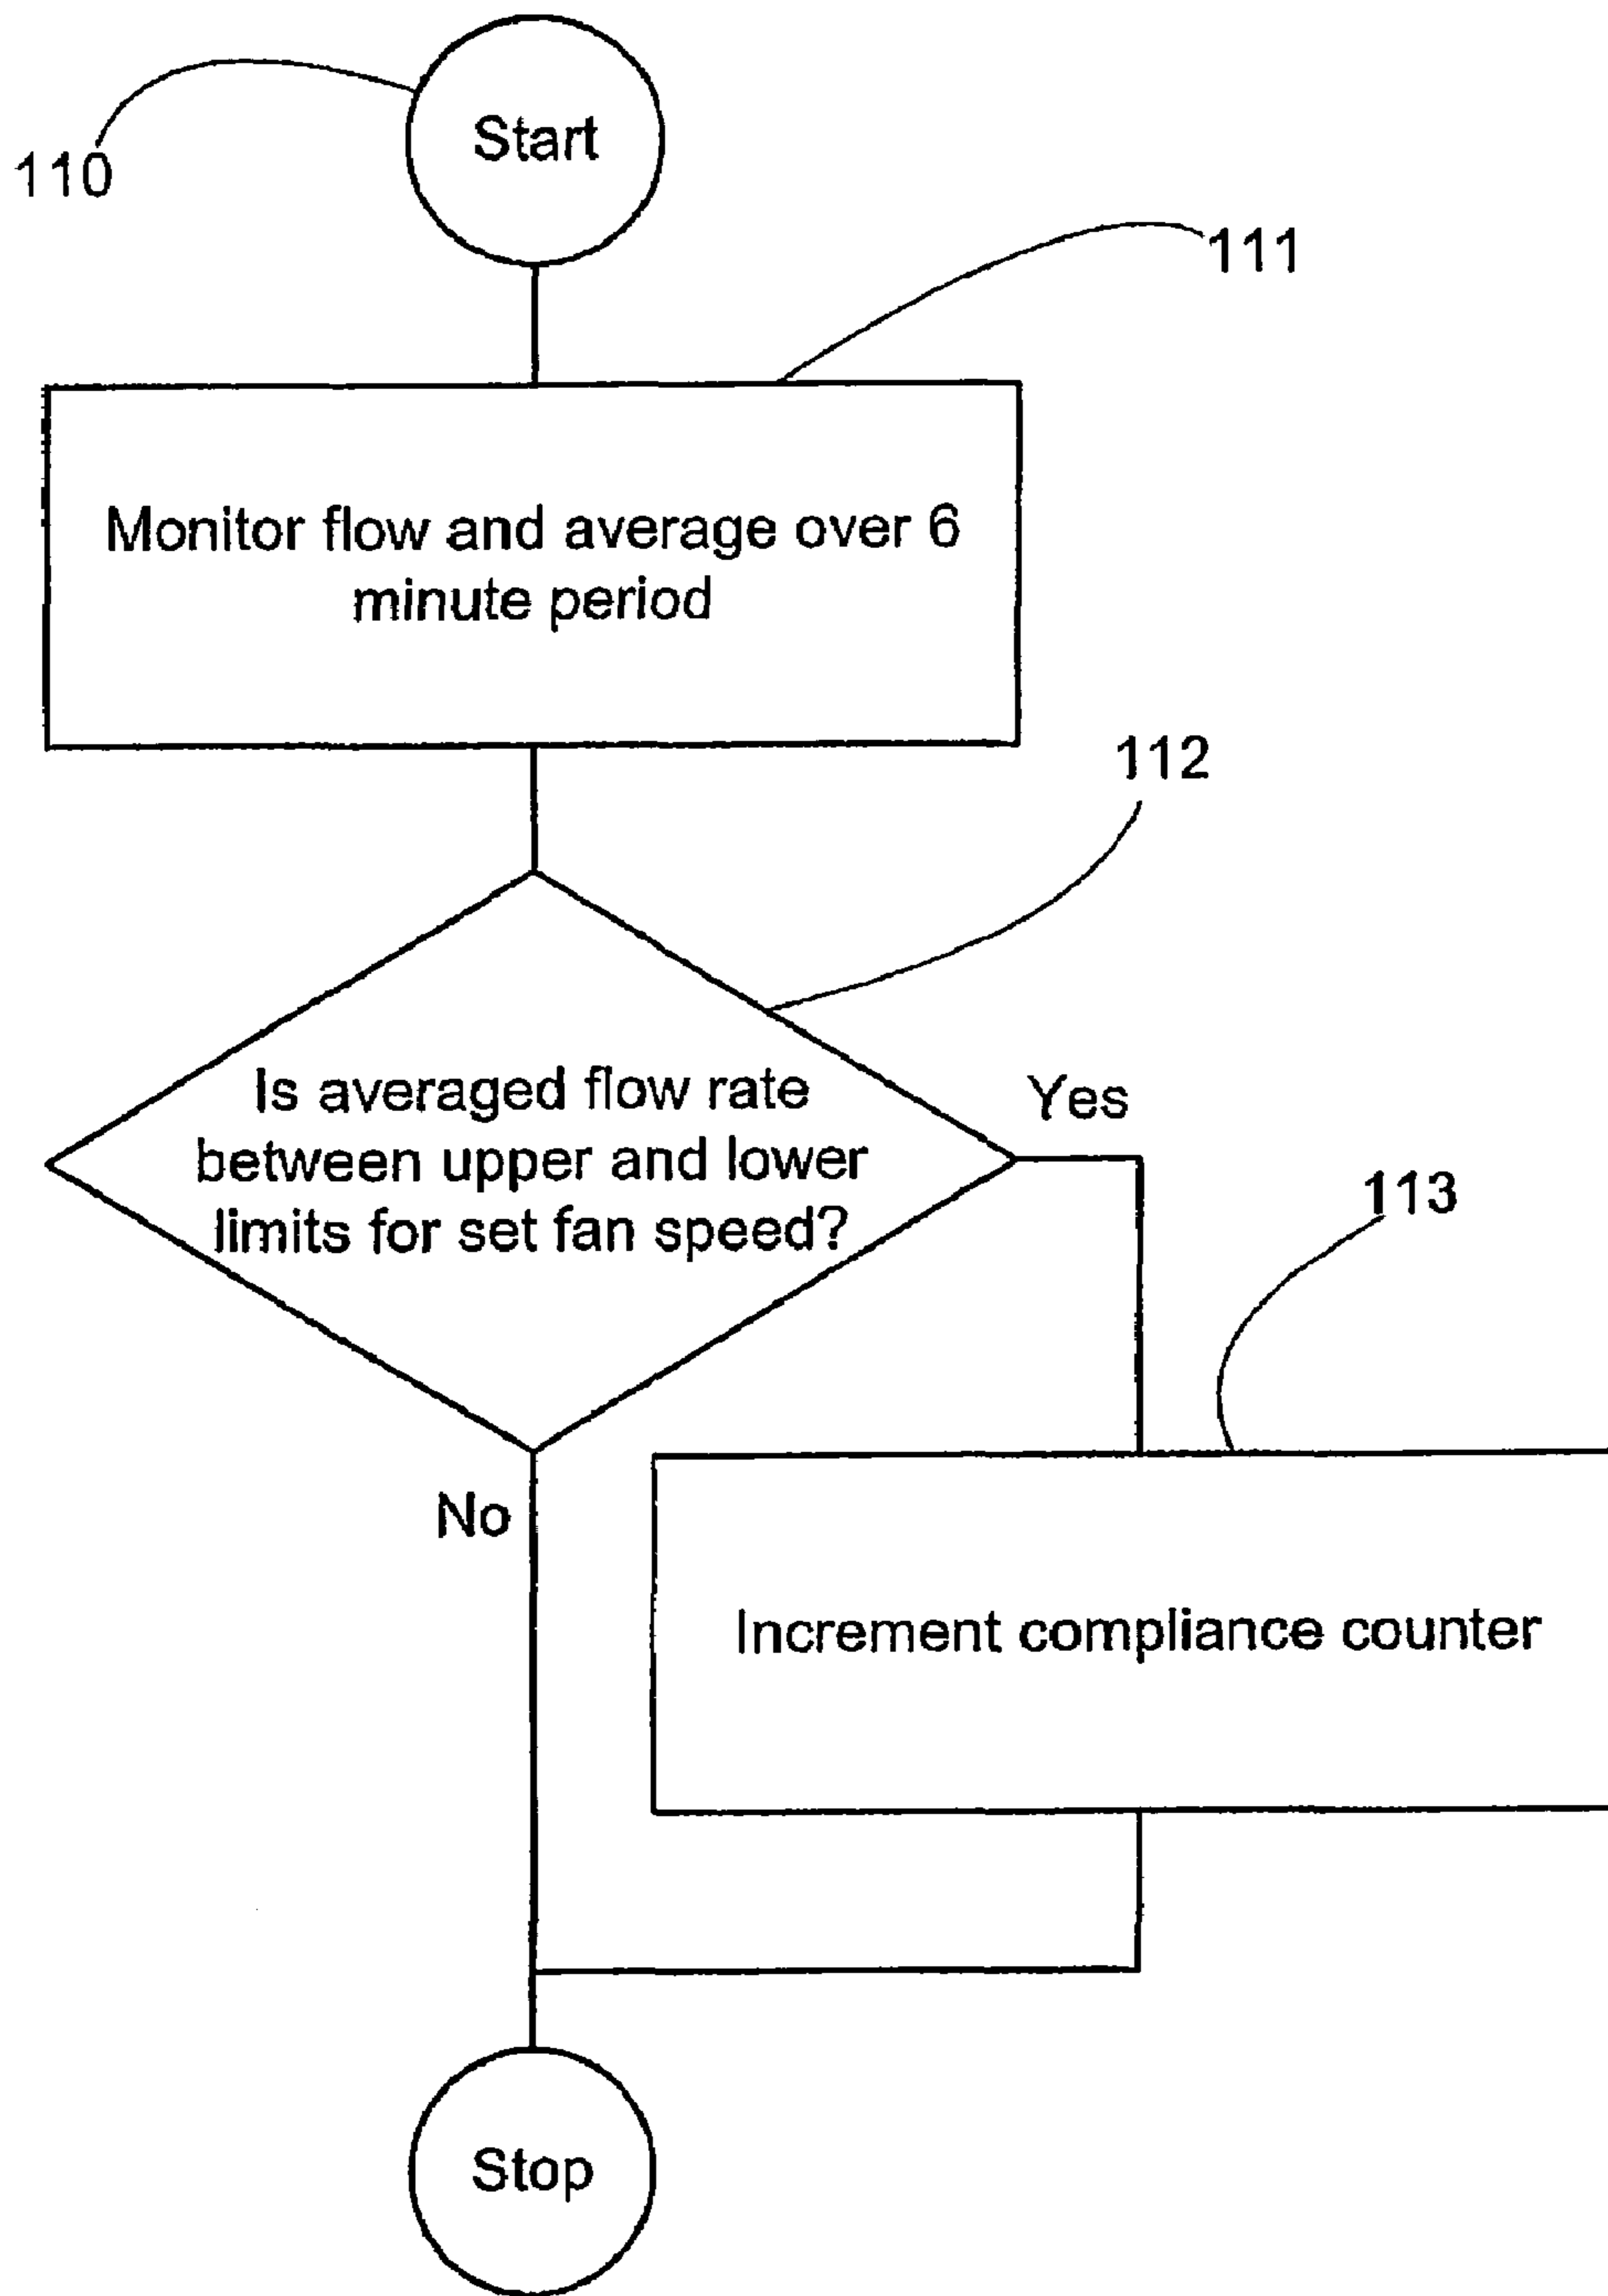 Start
110
111
Monitor flow and average over 6
minute period
112
Is averaged flow rate
between upper and lower
limits for set fan speed?
Yes
113
No
Increment compliance counter
Stop